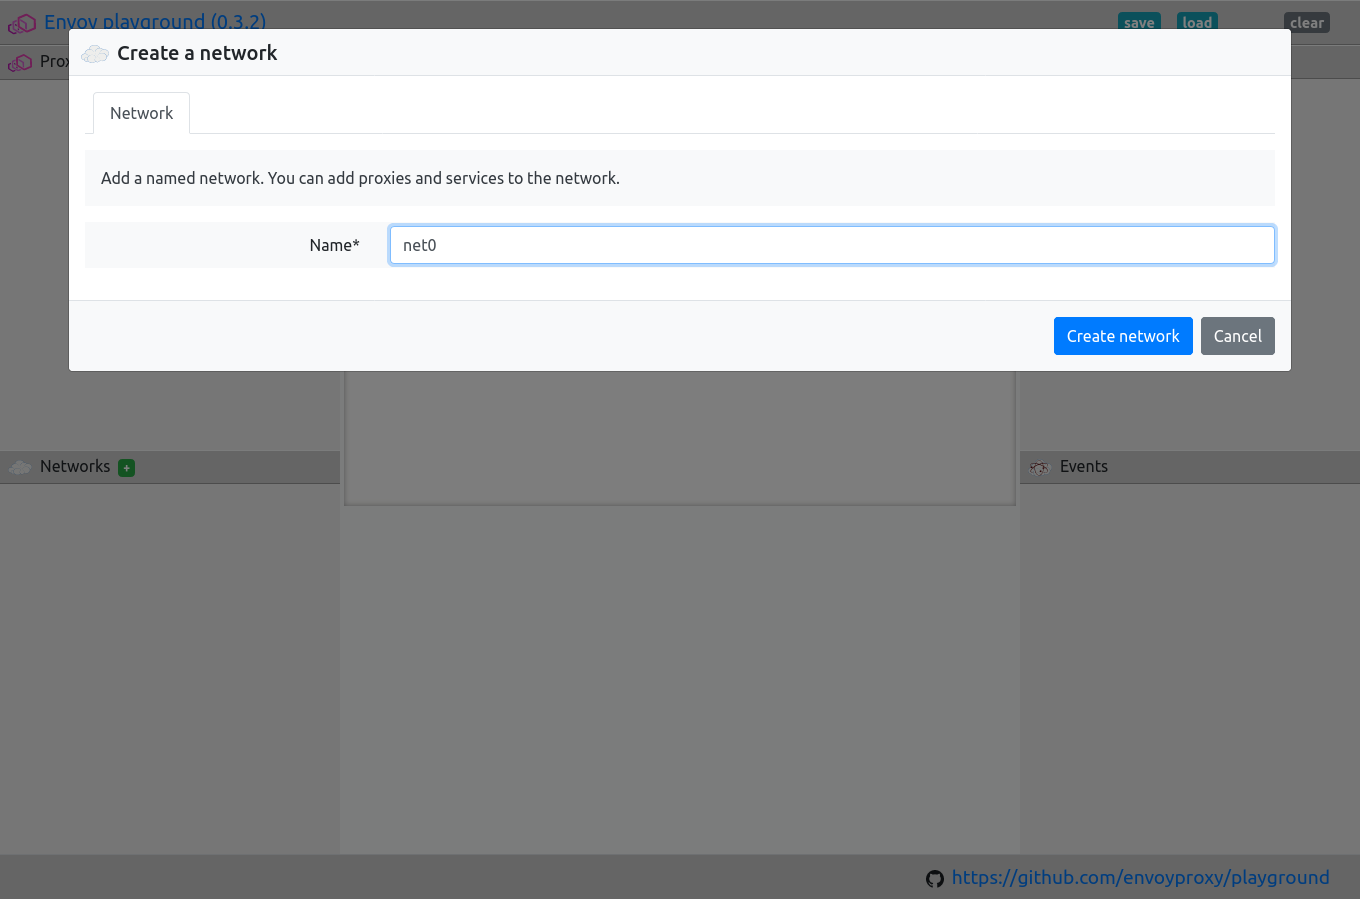 Envoy playground (0.3.2)
save
load
clear
Create a network
Network
Add a named network. You can add proxies and services to the network.
Name*
net0
Create network
Cancel
Networks
+
Events
https://github.com/envoyproxy/playground